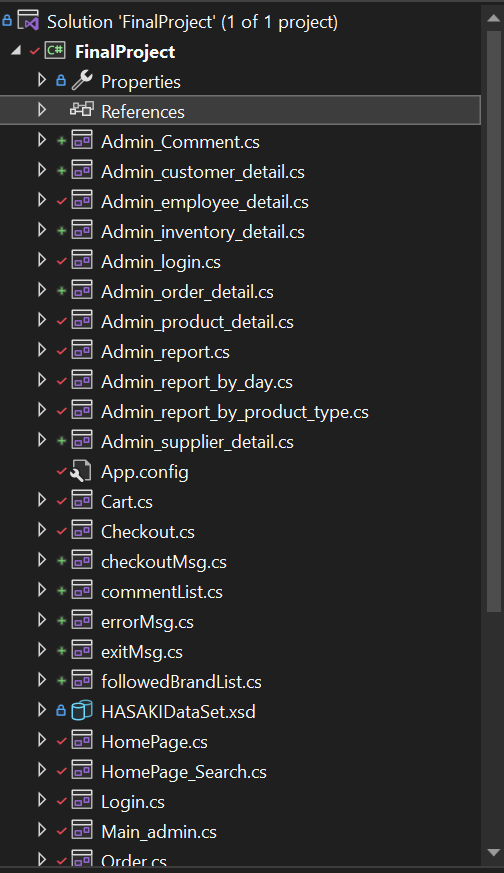 Solution 'FinalProject' (1 of 1 project)
C# FinalProject
Properties
References
Admin_Comment.cs
Admin_customer_detail.cs
Admin_employee_detail.cs
Admin_inventory_detail.cs
Admin_login.cs
Admin_order_detail.cs
Admin_product_detail.cs
Admin_report.cs
Admin_report_by_day.cs
Admin_report_by_product_type.cs
Admin_supplier_detail.cs
App.config
Cart.cs
Checkout.cs
checkoutMsg.cs
commentList.cs
errorMsg.cs
exitMsg.cs
followedBrandList.cs
HASAKIDataSet.xsd
HomePage.cs
HomePage_Search.cs
Login.cs
Main_admin.cs
Order.cs